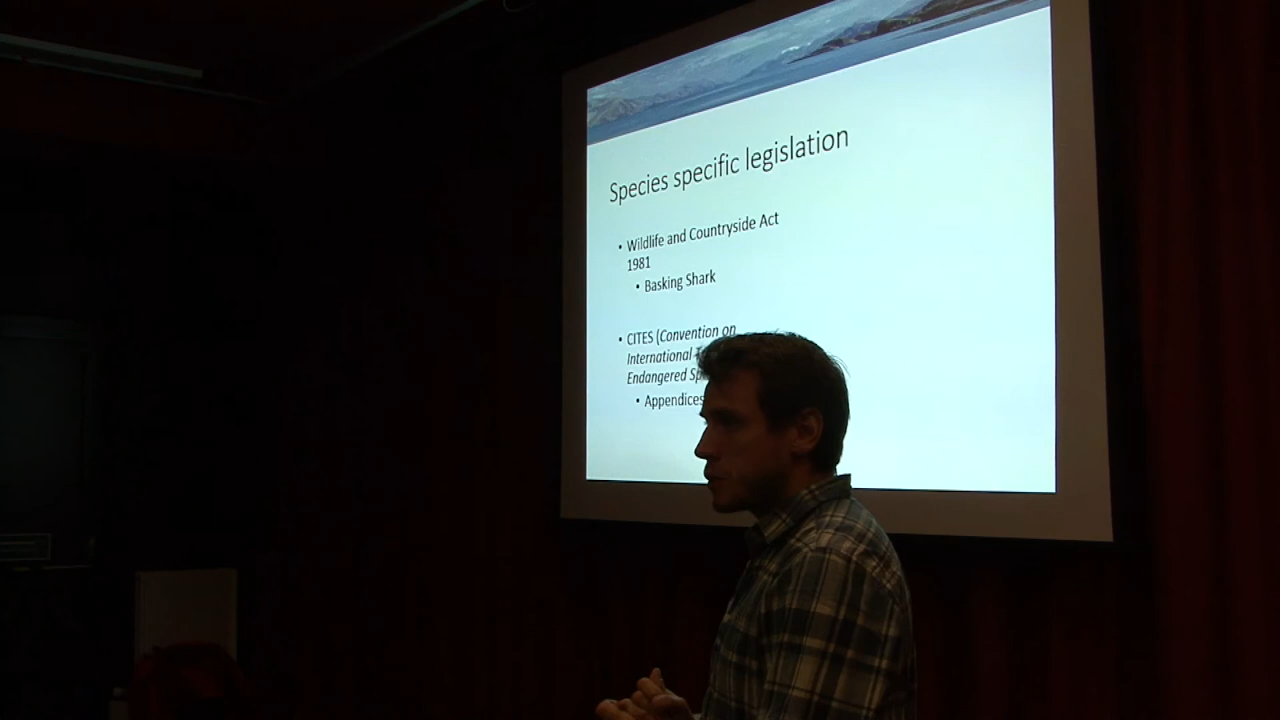 Species specific legislation
• Wildlife and Countryside Act
1981
• Basking Shark
• CITES (Convention on
International
Endangered
• Appendices